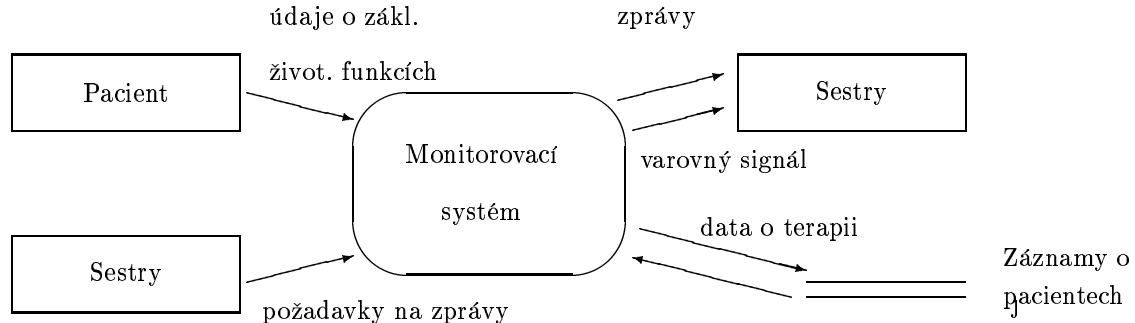 údaje o zákl.
zprávy
život. funkcích
Pacient
Sestry
Monitorovací
varovný signál
systém
data o terapii
Sestry
Záznamy o
pacientech
požadavky na zprávy